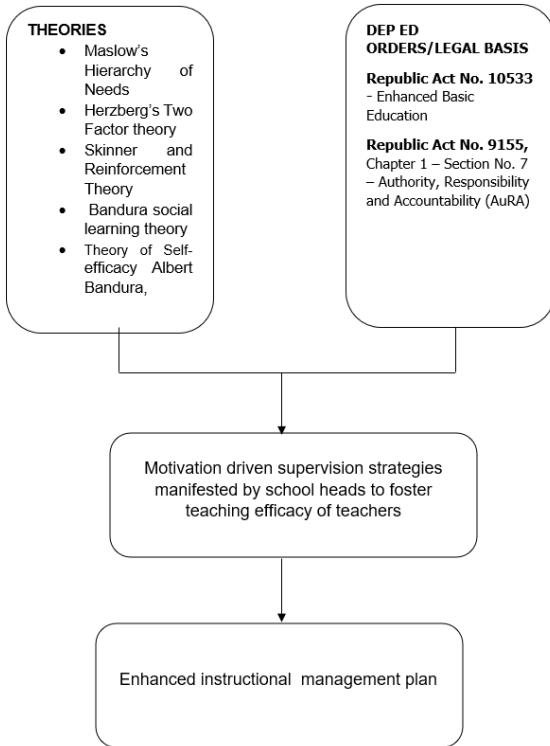 THEORIES
• Maslow's
Hierarchy of
Needs
• Herzberg's Two
Factor theory
• Skinner and
Reinforcement
Theory
• Bandura social
learning theory
• Theory of Self-
efficacy Albert
Bandura,
DEP ED
ORDERS/LEGAL BASIS
Republic Act No. 10533
- Enhanced Basic
Education
Republic Act No. 9155,
Chapter 1 – Section No. 7
– Authority, Responsibility
and Accountability (AuRA)
Motivation driven supervision strategies
manifested by school heads to foster
teaching efficacy of teachers
Enhanced instructional management plan